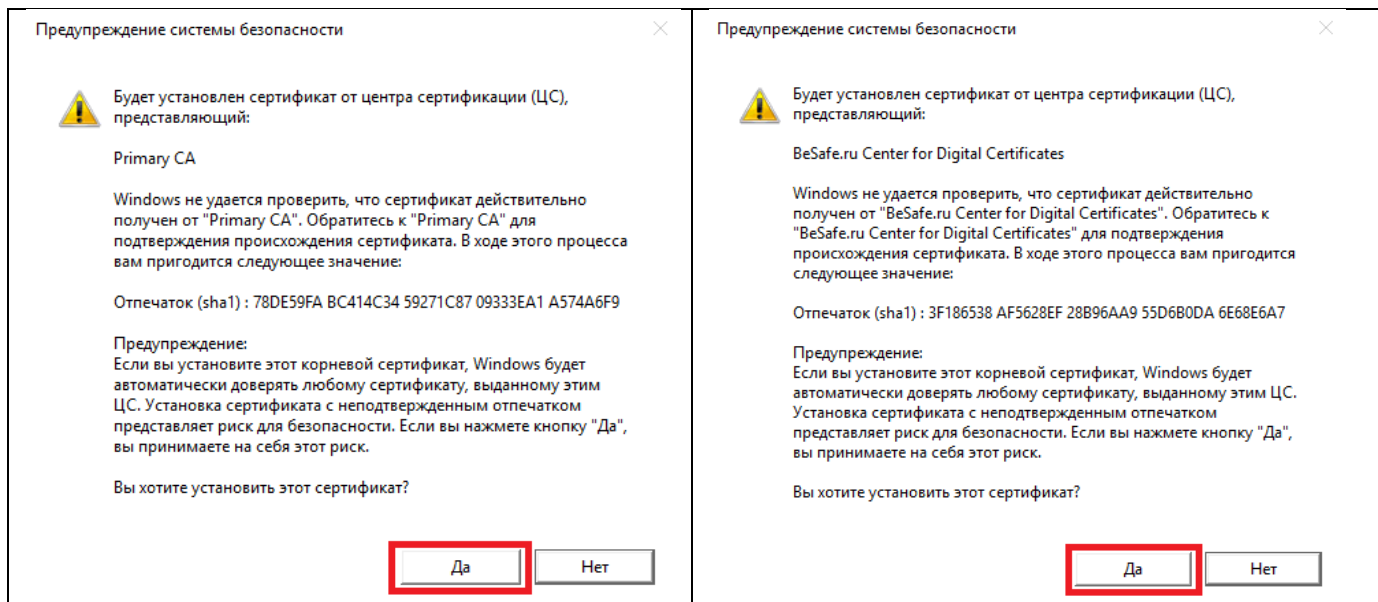 Предупреждение системы безопасности
Будет установлен сертификат от центра сертификации (ЦС),
представляющий:
Primary CA
Windows не удается проверить, что сертификат действительно
получен от "Primary CA". Обратитесь к "Primary CA" для
подтверждения происхождения сертификата. В ходе этого процесса
вам пригодится следующее значение:
Отпечаток (sha1) : 78DE59FA BC414C34 59271C87 09333EA1 A574A6F9
Предупреждение:
Если вы установите этот корневой сертификат, Windows будет
автоматически доверять любому сертификату, выданному этим
ЦС. Установка сертификата с неподтвержденным отпечатком
представляет риск для безопасности. Если вы нажмете кнопку "Да",
вы принимаете на себя этот риск.
Вы хотите установить этот сертификат?
Да
Нет
Предупреждение системы безопасности
Будет установлен сертификат от центра сертификации (ЦС),
представляющий:
BeSafe.ru Center for Digital Certificates
Windows не удается проверить, что сертификат действительно
получен от "BeSafe.ru Center for Digital Certificates". Обратитесь к
"BeSafe.ru Center for Digital Certificates" для подтверждения
происхождения сертификата. В ходе этого процесса вам пригодится
следующее значение:
Отпечаток (sha1) : 3F186538 AF5628EF 28B96AA9 55D6B0DA 6E68E6A7
Предупреждение:
Если вы установите этот корневой сертификат, Windows будет
автоматически доверять любому сертификату, выданному этим ЦС.
Установка сертификата с неподтвержденным отпечатком
представляет риск для безопасности. Если вы нажмете кнопку "Да",
вы принимаете на себя этот риск.
Вы хотите установить этот сертификат?
Да
Нет